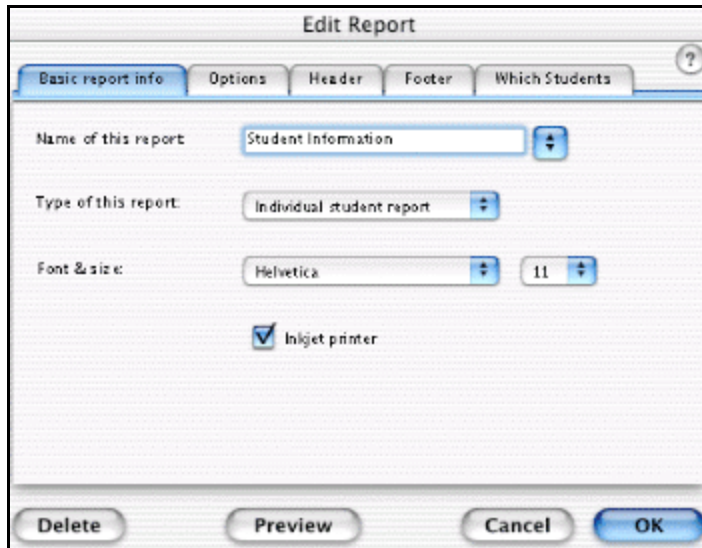 Edit Report
?
Basic report info Options Header Footer Which Students
Name of this report Student Information
Type of this report: Individual student report
Font & size: Helvetica 11
Inkjet printer
Delete Preview Cancel OK